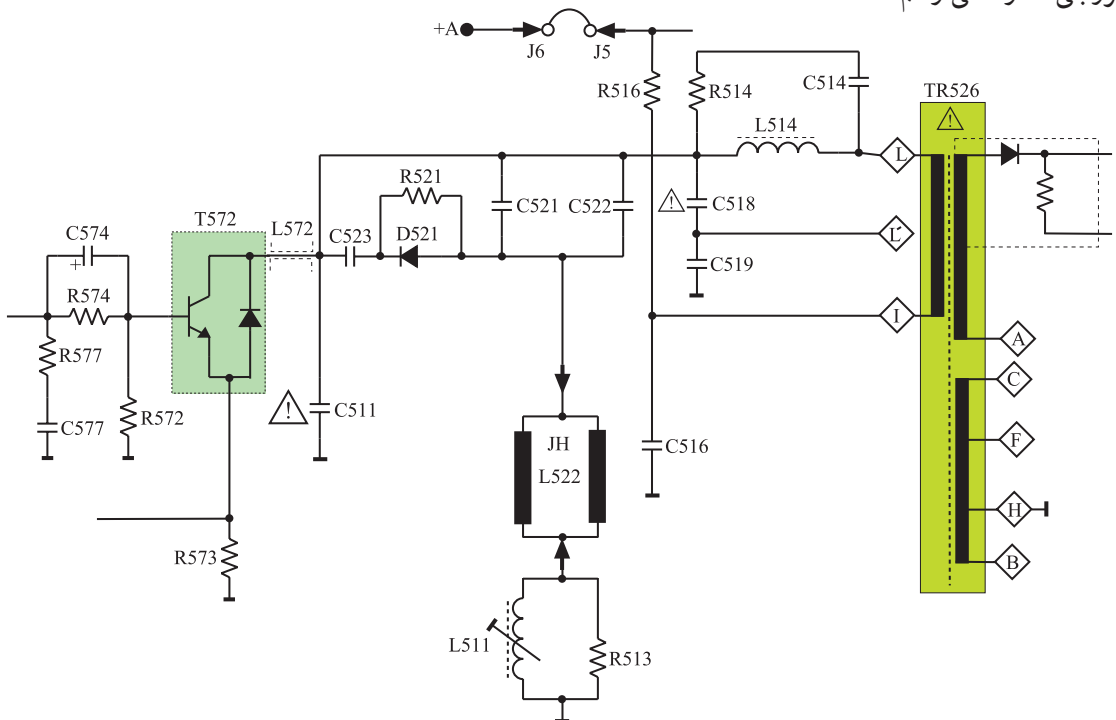 +A
J6
J5
R516
R514
C514
TR526
L514
L
R521
C521
C522
C518
T572
L572
C523
D521
L′
C574
+
C519
R574
I
R577
A
C
C577
R572
C511
JH
C516
F
L522
H
R573
B
L511
R513